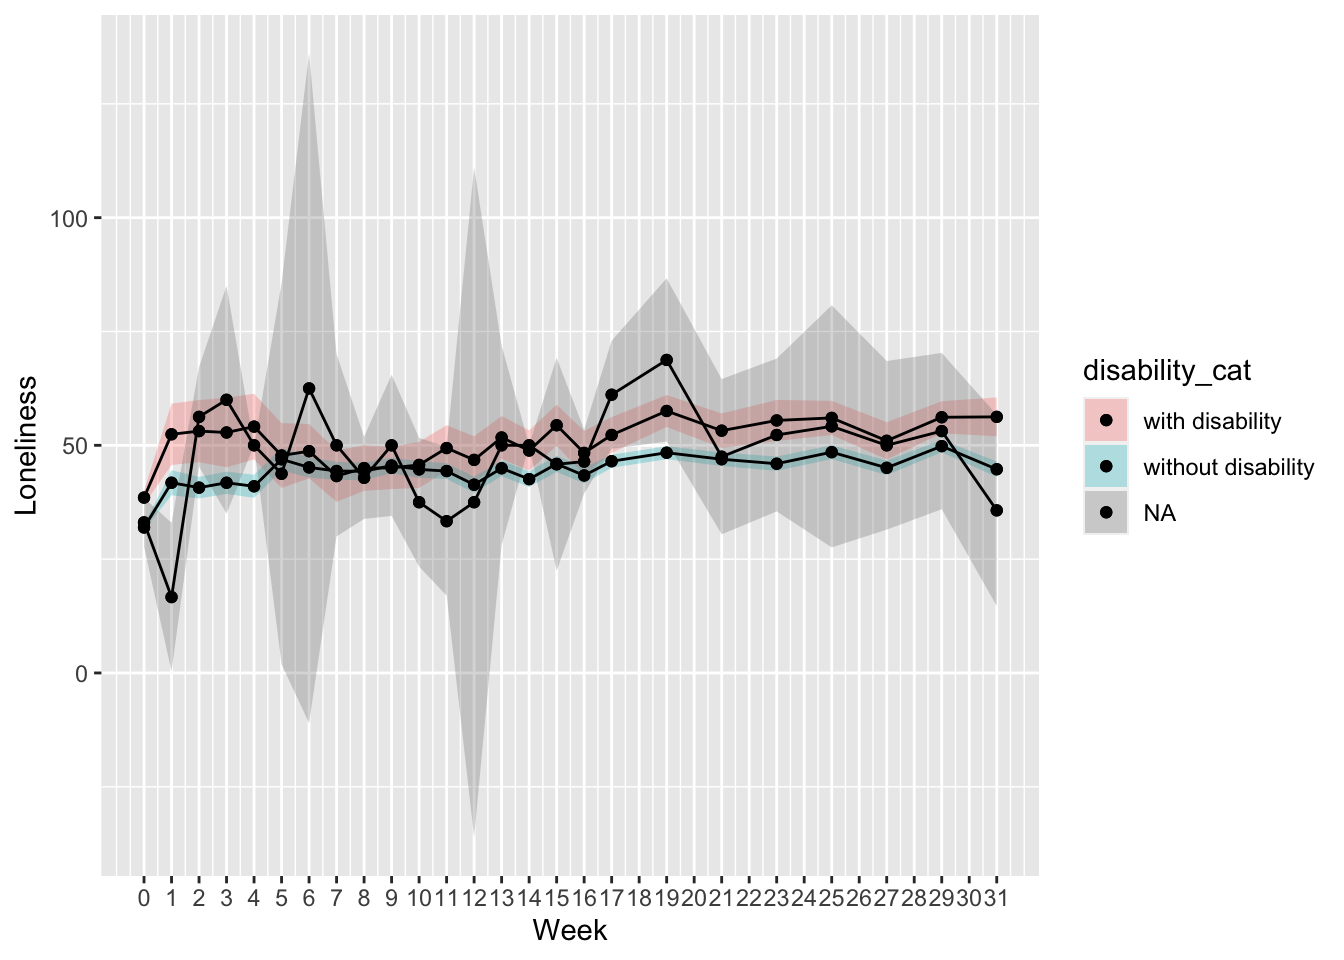 100
50
0
Loneliness
0 1 2 3 4 5 6 7 8 9 10 11 12 13 14 15 16 17 18 19 20 21 22 23 24 25 26 27 28 29 30 31
Week
disability_cat
with disability
without disability
NA